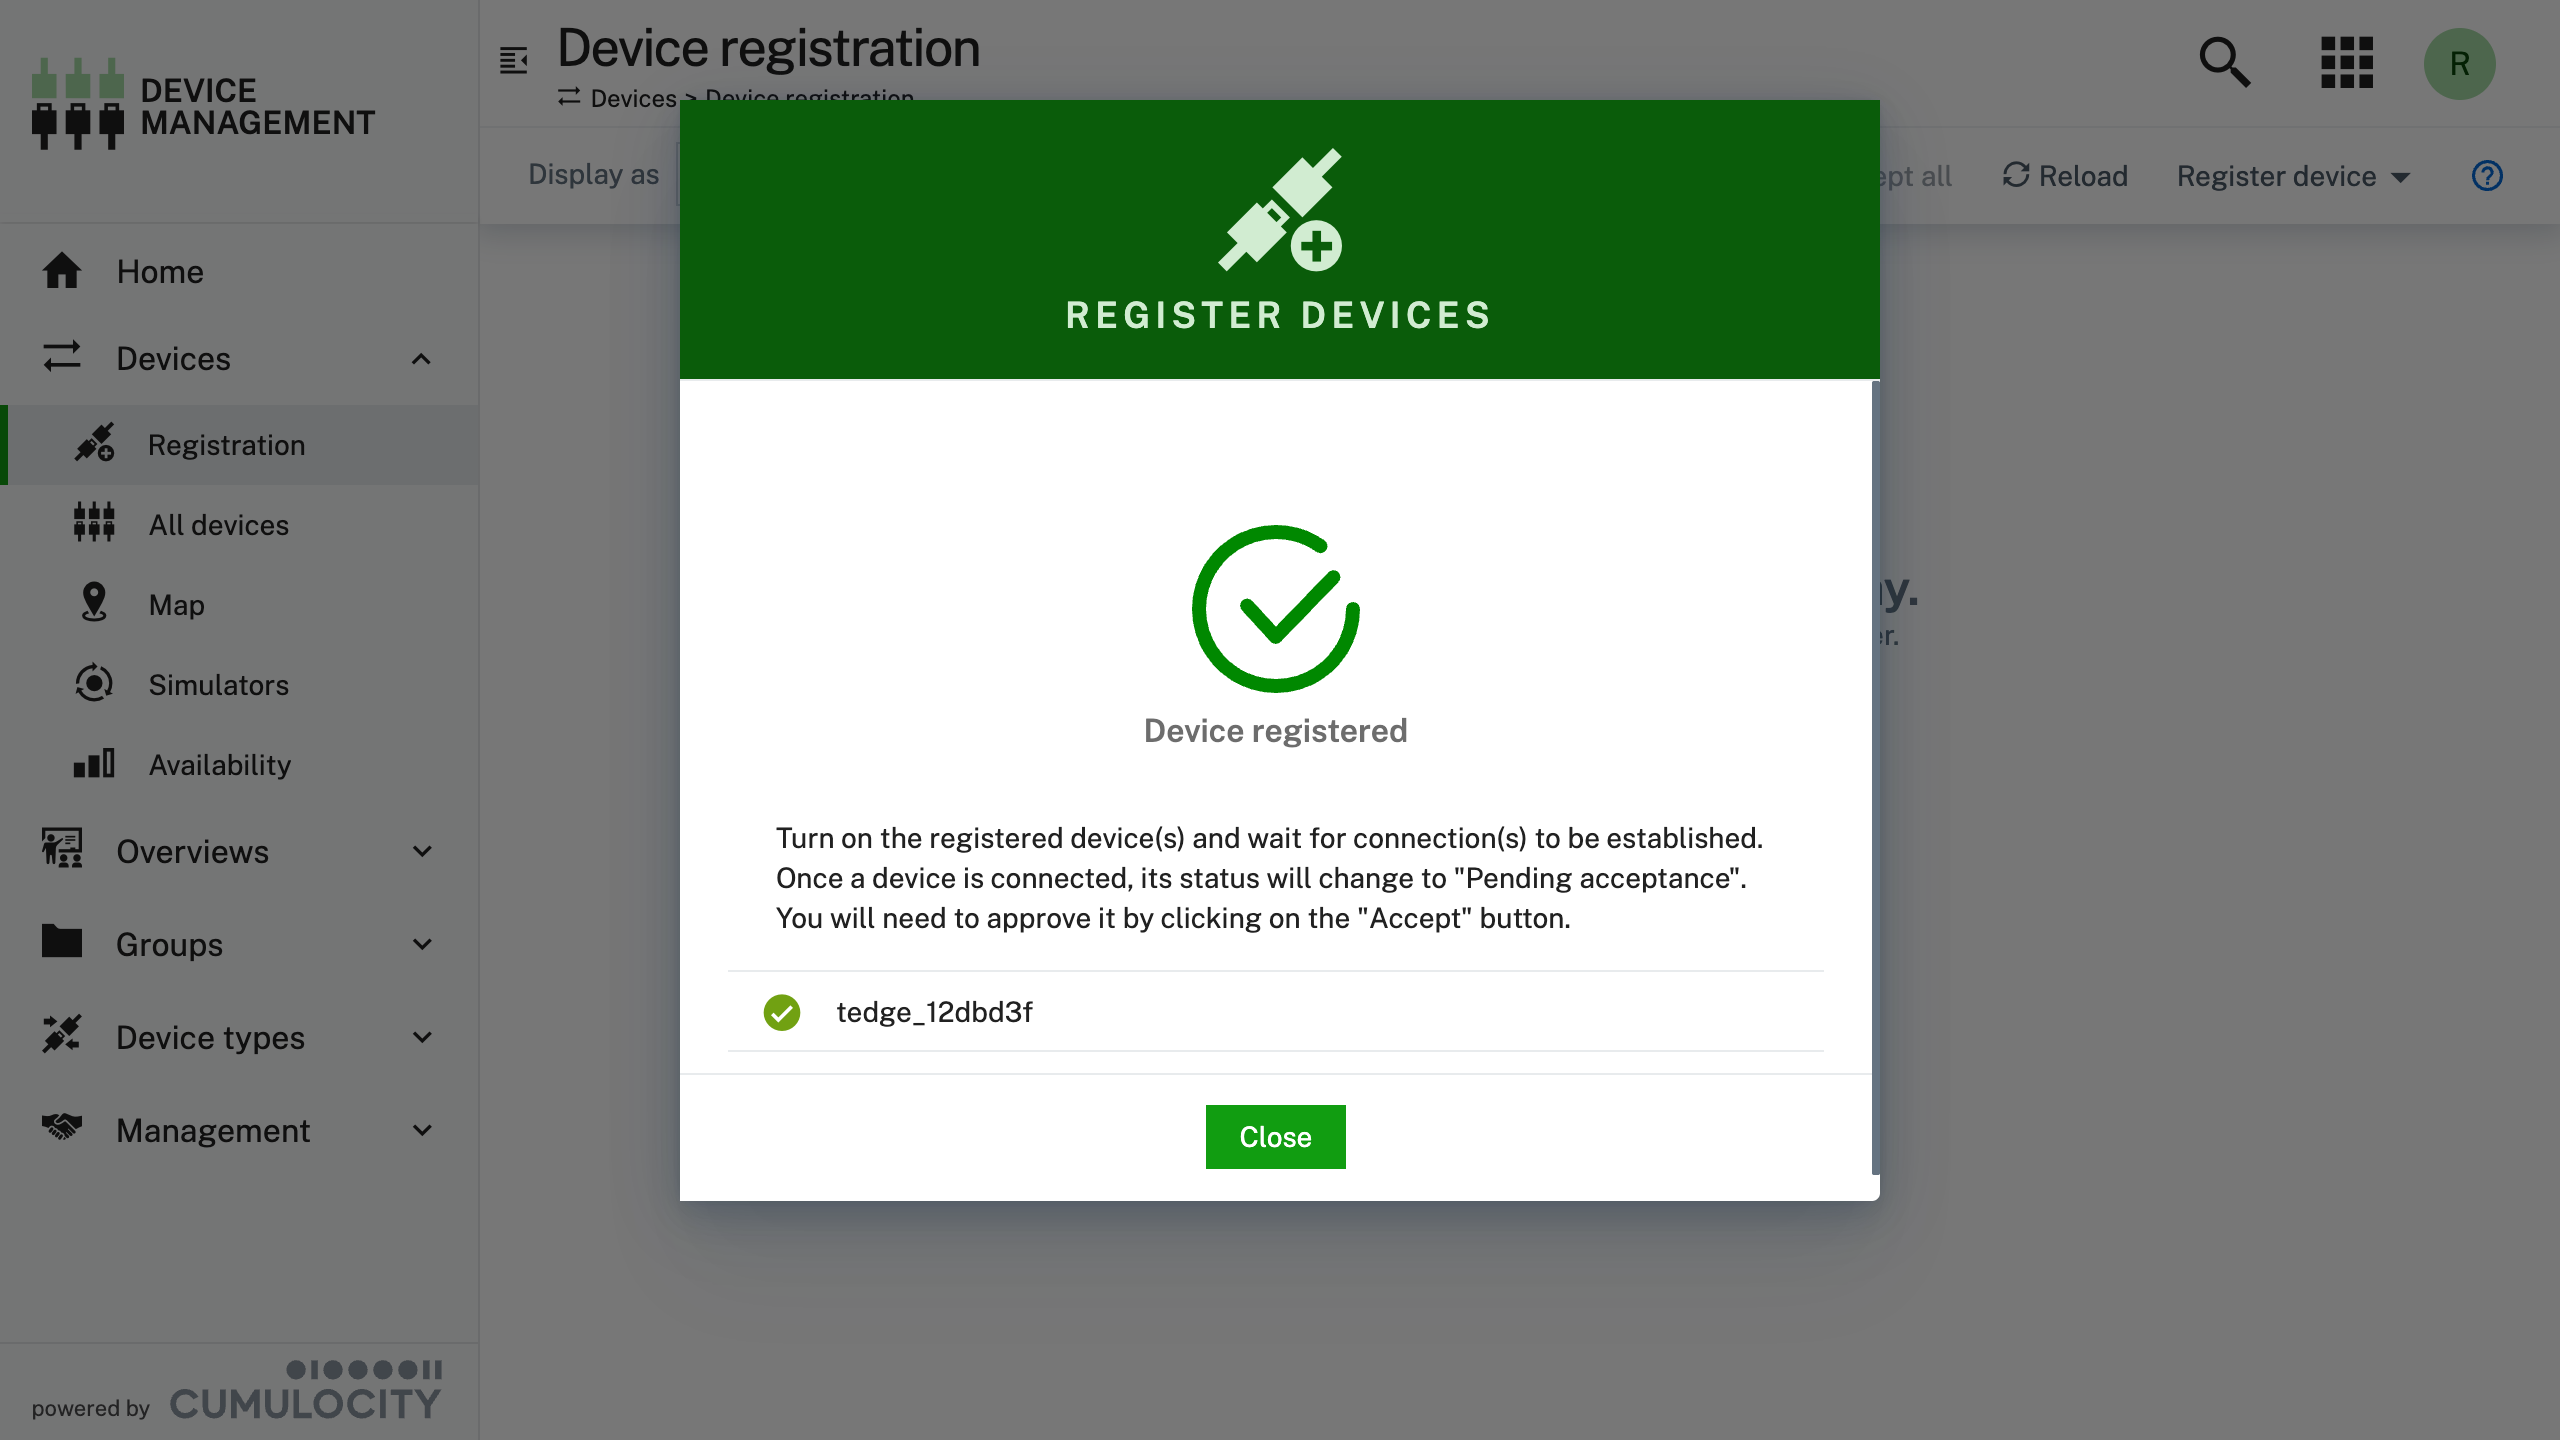 DEVICE
MANAGEMENT
Device registration
Devices > Device registration
R
Display as
ept all
Reload
Register device
Home
Devices
Registration
All devices
Map
Simulators
Availability
Overviews
Groups
Device types
Management
powered by
CUMULOCITY
REGISTER DEVICES
Device registered
Turn on the registered device(s) and wait for connection(s) to be established.
Once a device is connected, its status will change to "Pending acceptance".
You will need to approve it by clicking on the "Accept" button.
tedge_12dbd3f
Close